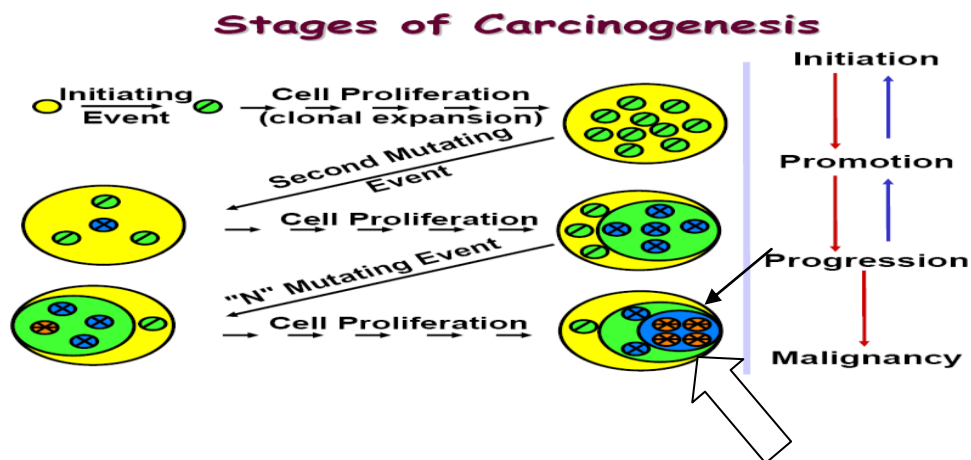 Stages of Carcinogenesis
Initiating
Event
Cell Proliferation
(clonal expansion)
Second Mutating
Event
Cell Proliferation
"N" Mutating Event
Cell Proliferation
Initiation
Promotion
Progression
Malignancy